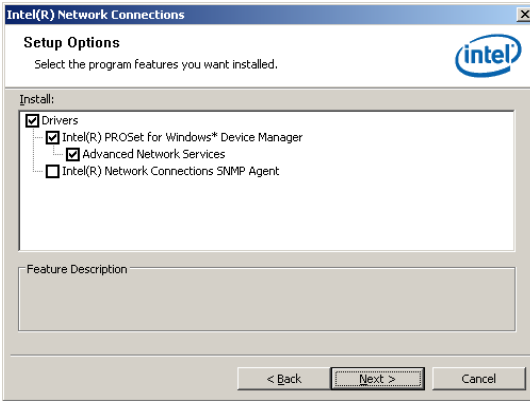 Intel(R) Network Connections
Setup Options
Select the program features you want installed.
intel
Install:
Drivers
Intel(R) PROSet for Windows* Device Manager
Advanced Network Services
Intel(R) Network Connections SNMP Agent
Feature Description
< Back
Next >
Cancel